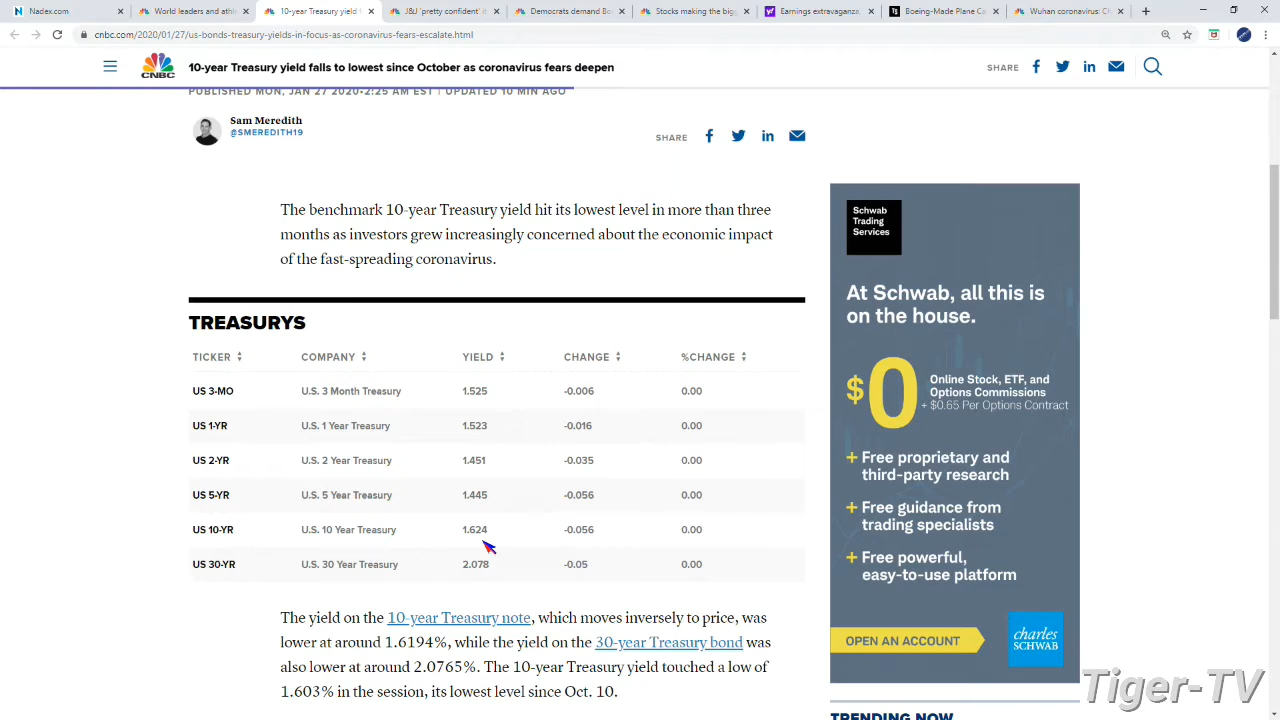 Nadex.com
World leaders and athl
10-year Treasury yield f
J&J 'pretty confident' it
Democrats demand Bo
Stocks making the bigg
Earnings extravaganza,
Boeing-Made Plane Ca
Wuhan coronavirus: Ch
cnbc.com/2020/01/27/us-bonds-treasury-yields-in-focus-as-coronavirus-fears-escalate.html
CNBC
10-year Treasury yield falls to lowest since October as coronavirus fears deepen
SHARE
PUBLISHED MON, JAN 27 2020•2:25 AM EST | UPDATED 10 MIN AGO
Sam Meredith
@SMEREDITH19
SHARE
The benchmark 10-year Treasury yield hit its lowest level in more than three
months as investors grew increasingly concerned about the economic impact
of the fast-spreading coronavirus.
TREASURYS
TICKER COMPANY YIELD CHANGE %CHANGE
US 3-MO U.S. 3 Month Treasury 1.525 -0.006 0.00
US 1-YR U.S. 1 Year Treasury 1.523 -0.016 0.00
US 2-YR U.S. 2 Year Treasury 1.451 -0.035 0.00
US 5-YR U.S. 5 Year Treasury 1.445 -0.056 0.00
US 10-YR U.S. 10 Year Treasury 1.624 -0.056 0.00
US 30-YR U.S. 30 Year Treasury 2.078 -0.05 0.00
The yield on the 10-year Treasury note, which moves inversely to price, was
lower at around 1.6194%, while the yield on the 30-year Treasury bond was
also lower at around 2.0765%. The 10-year Treasury yield touched a low of
1.603% in the session, its lowest level since Oct. 10.
Schwab
Trading
Services
At Schwab, all this is
on the house.
$0
Online Stock, ETF, and
Options Commissions
+ $0.65 Per Options Contract
+ Free proprietary and
third-party research
+ Free guidance from
trading specialists
+ Free powerful,
easy-to-use platform
OPEN AN ACCOUNT
charles
SCHWAB
TRENDING NOW
Tiger-TV